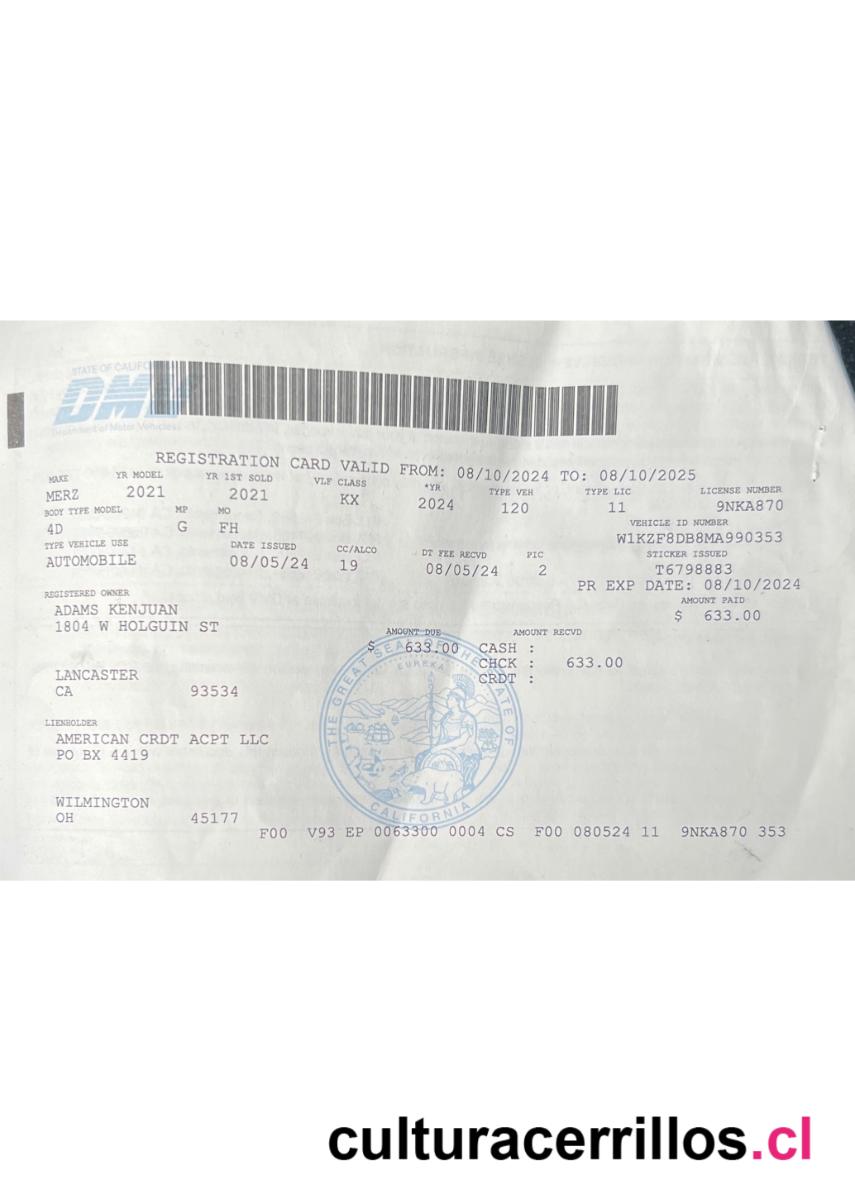 STATE OF CALIFO
DMV
Department of Motor Vehicles
REGISTRATION CARD VALID FROM: 08/10/2024 TO: 08/10/2025
MAKE YR MODEL YR 1ST SOLD VLF CLASS *YR TYPE VEH TYPE LIC LICENSE NUMBER
MERZ 2021 2021 KX 2024 120 11 9NKA870
BODY TYPE MODEL MP MO VEHICLE ID NUMBER
4D G FH W1KZF8DB8MA990353
TYPE VEHICLE USE DATE ISSUED CC/ALCO DT FEE RECVD PIC STICKER ISSUED
AUTOMOBILE 08/05/24 19 08/05/24 2 T6798883
PR EXP DATE: 08/10/2024
REGISTERED OWNER AMOUNT PAID
ADAMS KENJUAN $ 633.00
1804 W HOLGUIN ST
AMOUNT DUE AMOUNT RECVD
$ 633.00 CASH :
CHCK : 633.00
CRDT :
LANCASTER
CA 93534
LIENHOLDER
AMERICAN CRDT ACPT LLC
PO BX 4419
WILMINGTON
OH 45177
THE GREAT SEAL OF THE STATE OF CALIFORNIA
EUREKA
F00 V93 EP 0063300 0004 CS F00 080524 11 9NKA870 353
culturacerrillos.cl